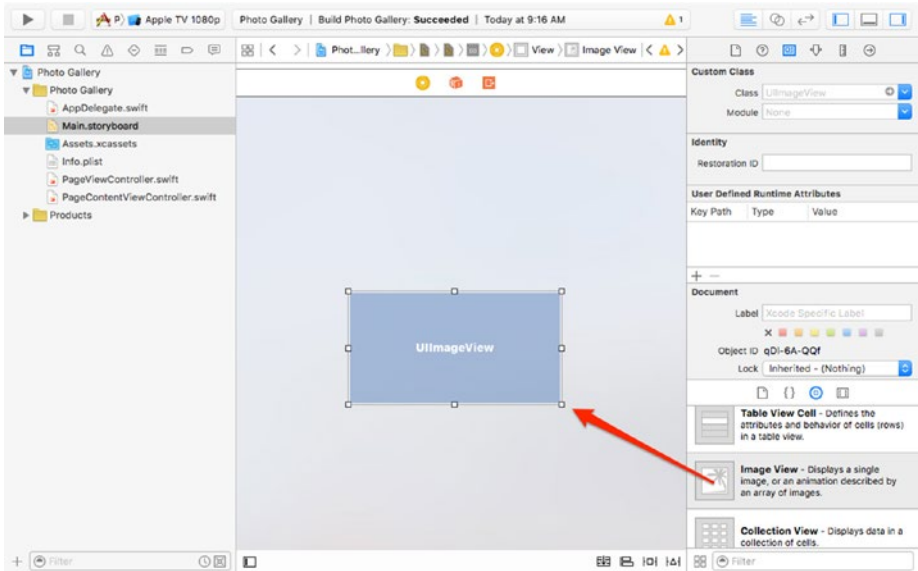 P) Apple TV 1080p
Photo Gallery | Build Photo Gallery: Succeeded | Today at 9:16 AM
1
Phot...llery
View
Image View
Photo Gallery
Photo Gallery
AppDelegate.swift
Main.storyboard
Assets.xcassets
Info.plist
PageViewController.swift
PageContentViewController.swift
Products
Filter
UIImageView
Custom Class
Class UIImageView
Module None
Identity
Restoration ID
User Defined Runtime Attributes
Key Path Type Value
Document
Label Xcode Specific Label
Object ID qDI-6A-QQf
Lock Inherited - (Nothing)
Table View Cell - Defines the
attributes and behavior of cells (rows)
in a table view.
Image View - Displays a single
image, or an animation described by
an array of images.
Collection View - Displays data in a
collection of cells.
Filter